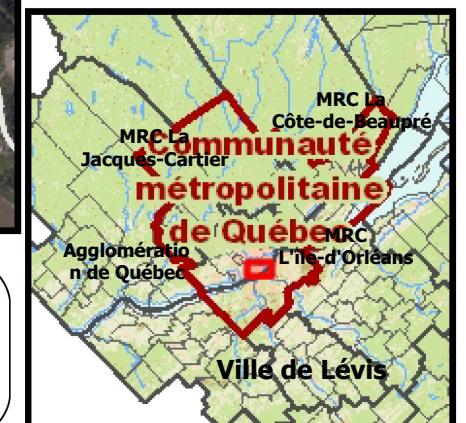 MRC La
Côte-de-Beaupré
MRC La
Jacques-Cartier
Communauté
métropolitaine
de Québec
MRC
L'île-d'Orléans
Agglomératio
n de Québec
Ville de Lévis